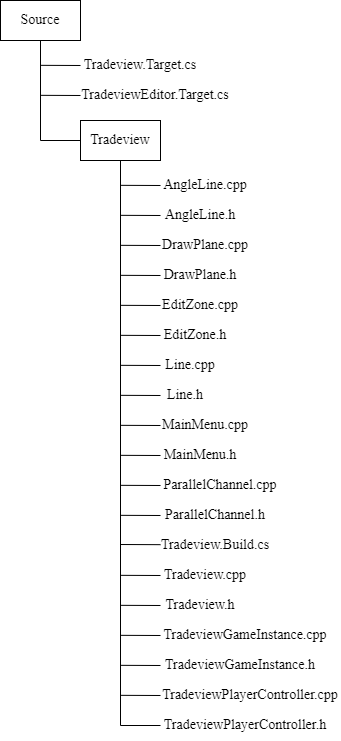 Source
Tradeview.Target.cs
TradeviewEditor.Target.cs
Tradeview
AngleLine.cpp
AngleLine.h
DrawPlane.cpp
DrawPlane.h
EditZone.cpp
EditZone.h
Line.cpp
Line.h
MainMenu.cpp
MainMenu.h
ParallelChannel.cpp
ParallelChannel.h
Tradeview.Build.cs
Tradeview.cpp
Tradeview.h
TradeviewGameInstance.cpp
TradeviewGameInstance.h
TradeviewPlayerController.cpp
TradeviewPlayerController.h